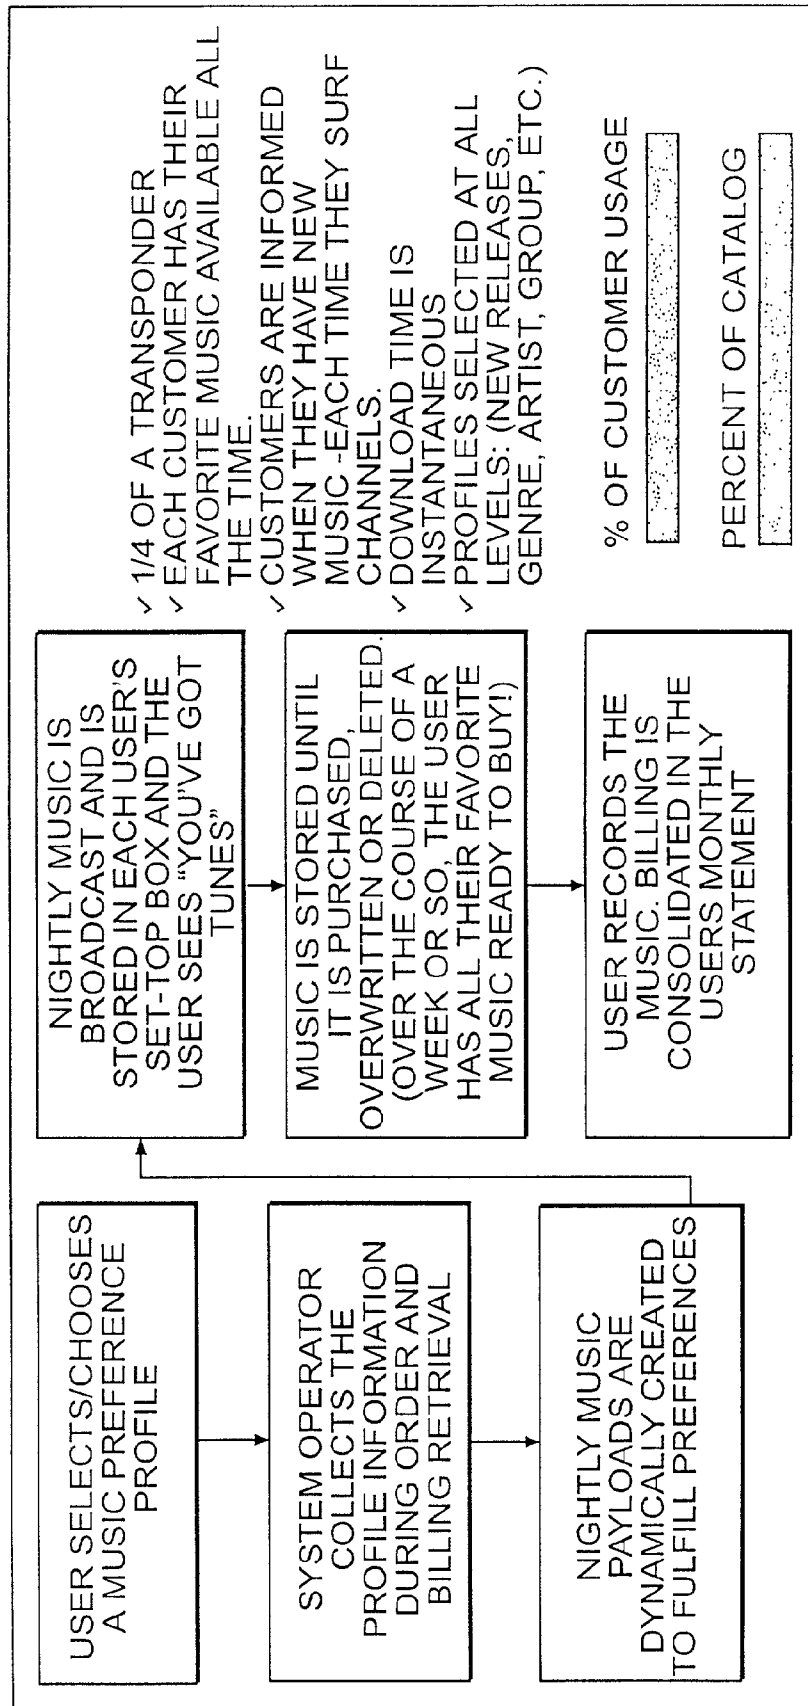 USER SELECTS/CHOOSES
A MUSIC PREFERENCE
PROFILE
SYSTEM OPERATOR
COLLECTS THE
PROFILE INFORMATION
DURING ORDER AND
BILLING RETRIEVAL
NIGHTLY MUSIC
PAYLOADS ARE
DYNAMICALLY CREATED
TO FULFILL PREFERENCES
NIGHTLY MUSIC IS
BROADCAST AND IS
STORED IN EACH USER'S
SET-TOP BOX AND THE
USER SEES “YOU'VE GOT
TUNES”
MUSIC IS STORED UNTIL
IT IS PURCHASED,
OVERWRITTEN OR DELETED.
(OVER THE COURSE OF A
WEEK OR SO, THE USER
HAS ALL THEIR FAVORITE
MUSIC READY TO BUY!)
USER RECORDS THE
MUSIC. BILLING IS
CONSOLIDATED IN THE
USERS MONTHLY
STATEMENT
✓ 1/4 OF A TRANSPONDER
✓ EACH CUSTOMER HAS THEIR
FAVORITE MUSIC AVAILABLE ALL
THE TIME.
✓ CUSTOMERS ARE INFORMED
WHEN THEY HAVE NEW
MUSIC -EACH TIME THEY SURF
CHANNELS.
✓ DOWNLOAD TIME IS
INSTANTANEOUS
✓ PROFILES SELECTED AT ALL
LEVELS: (NEW RELEASES,
GENRE, ARTIST, GROUP, ETC.)
% OF CUSTOMER USAGE
PERCENT OF CATALOG